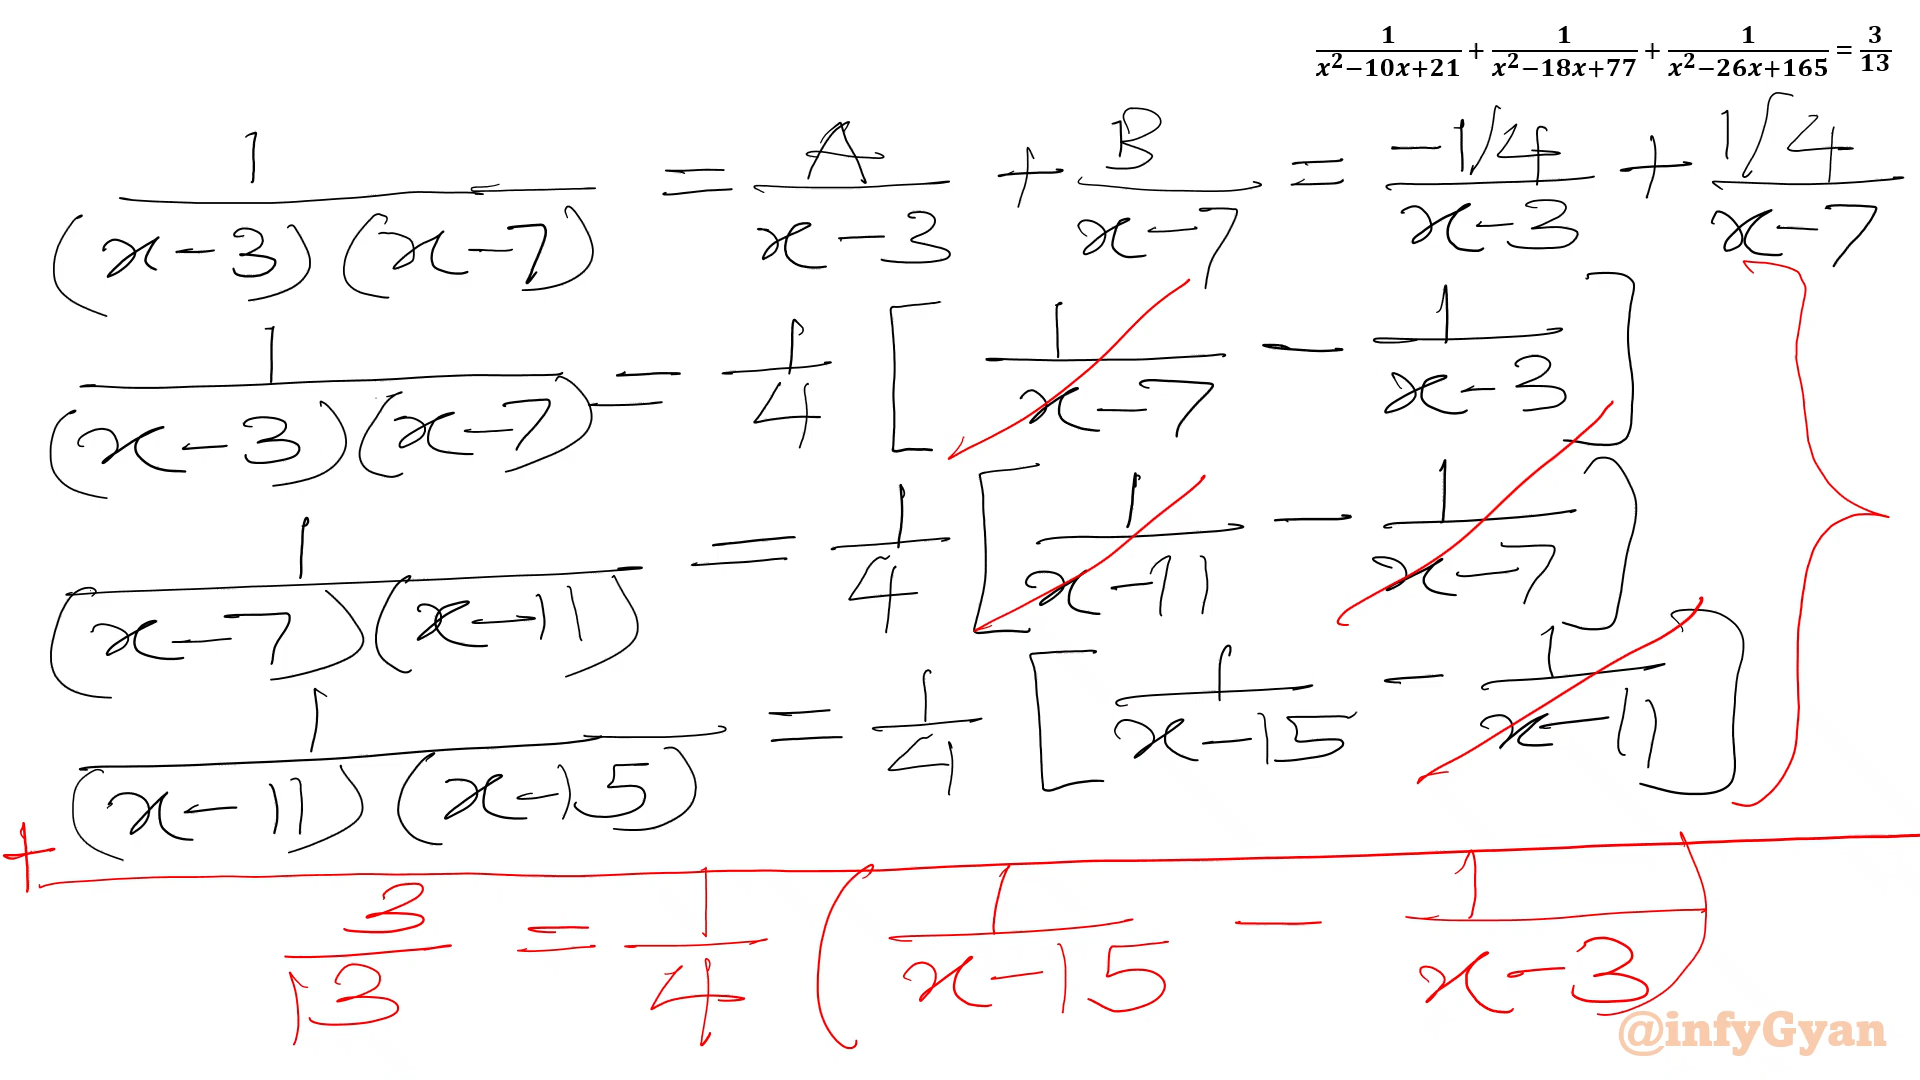 1/(x²−10x+21) + 1/(x²−18x+77) + 1/(x²−26x+165) = 3/13
1/((x−3)(x−7)) = A/(x−3) + B/(x−7) = (−1/4)/(x−3) + (1/4)/(x−7)
1/((x−3)(x−7)) = 1/4 [1/(x−7) − 1/(x−3)]
1/((x−7)(x−11)) = 1/4 [1/(x−11) − 1/(x−7)]
1/((x−11)(x−15)) = 1/4 [1/(x−15) − 1/(x−11)]
+
3/13 = 1/4 (1/(x−15) − 1/(x−3))
@infyGyan